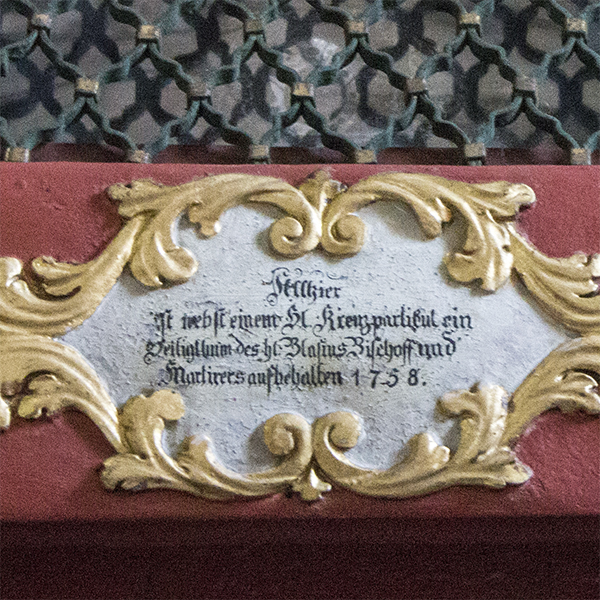 Allhier
Ist nebst einem Hl. Kreuzpartikul ein
Heiligthum des hl. Blasius Bischoff und
Martirers aufbehalten 1758.